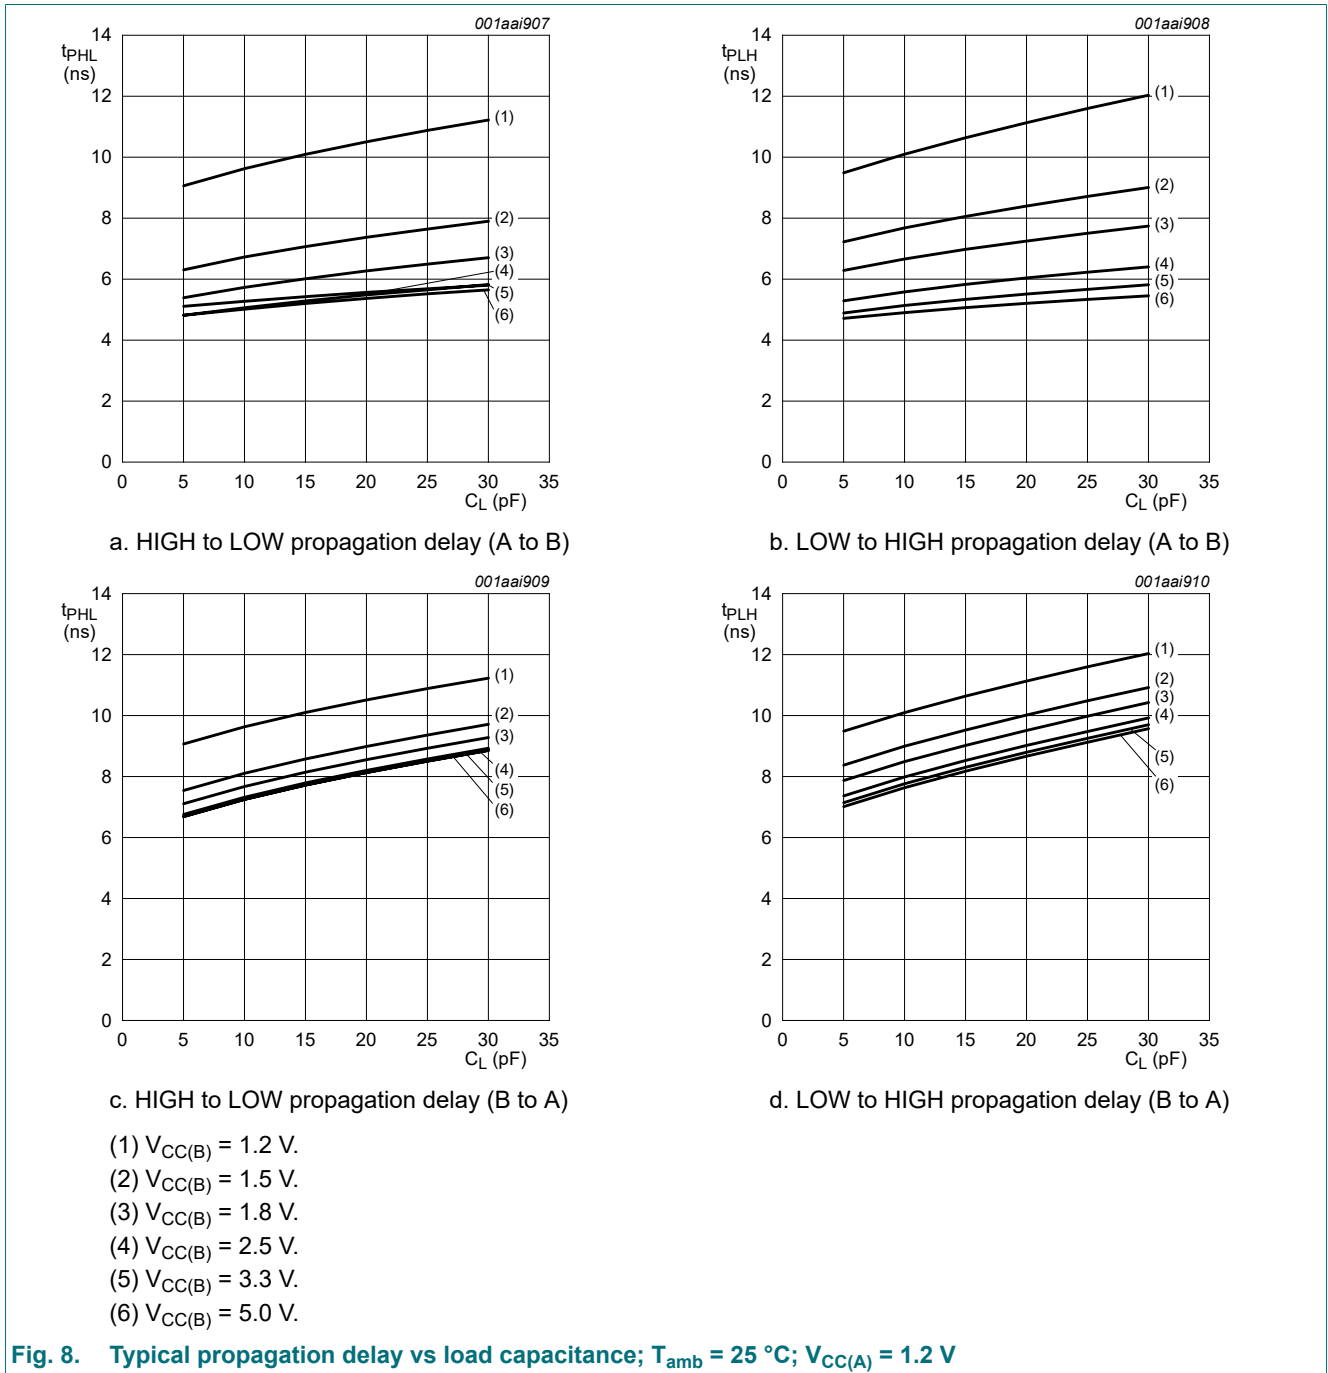 001aai907
14
tPHL
(ns)
12
10
8
6
4
2
0
(1)
(2)
(3)
(4)
(5)
(6)
0 5 10 15 20 25 30 35
CL (pF)
a. HIGH to LOW propagation delay (A to B)
001aai908
14
tPLH
(ns)
12
10
8
6
4
2
0
(1)
(2)
(3)
(4)
(5)
(6)
0 5 10 15 20 25 30 35
CL (pF)
b. LOW to HIGH propagation delay (A to B)
001aai909
14
tPHL
(ns)
12
10
8
6
4
2
0
(1)
(2)
(3)
(4)
(5)
(6)
0 5 10 15 20 25 30 35
CL (pF)
c. HIGH to LOW propagation delay (B to A)
001aai910
14
tPLH
(ns)
12
10
8
6
4
2
0
(1)
(2)
(3)
(4)
(5)
(6)
0 5 10 15 20 25 30 35
CL (pF)
d. LOW to HIGH propagation delay (B to A)
(1) VCC(B) = 1.2 V.
(2) VCC(B) = 1.5 V.
(3) VCC(B) = 1.8 V.
(4) VCC(B) = 2.5 V.
(5) VCC(B) = 3.3 V.
(6) VCC(B) = 5.0 V.
Fig. 8. Typical propagation delay vs load capacitance; Tamb = 25 °C; VCC(A) = 1.2 V